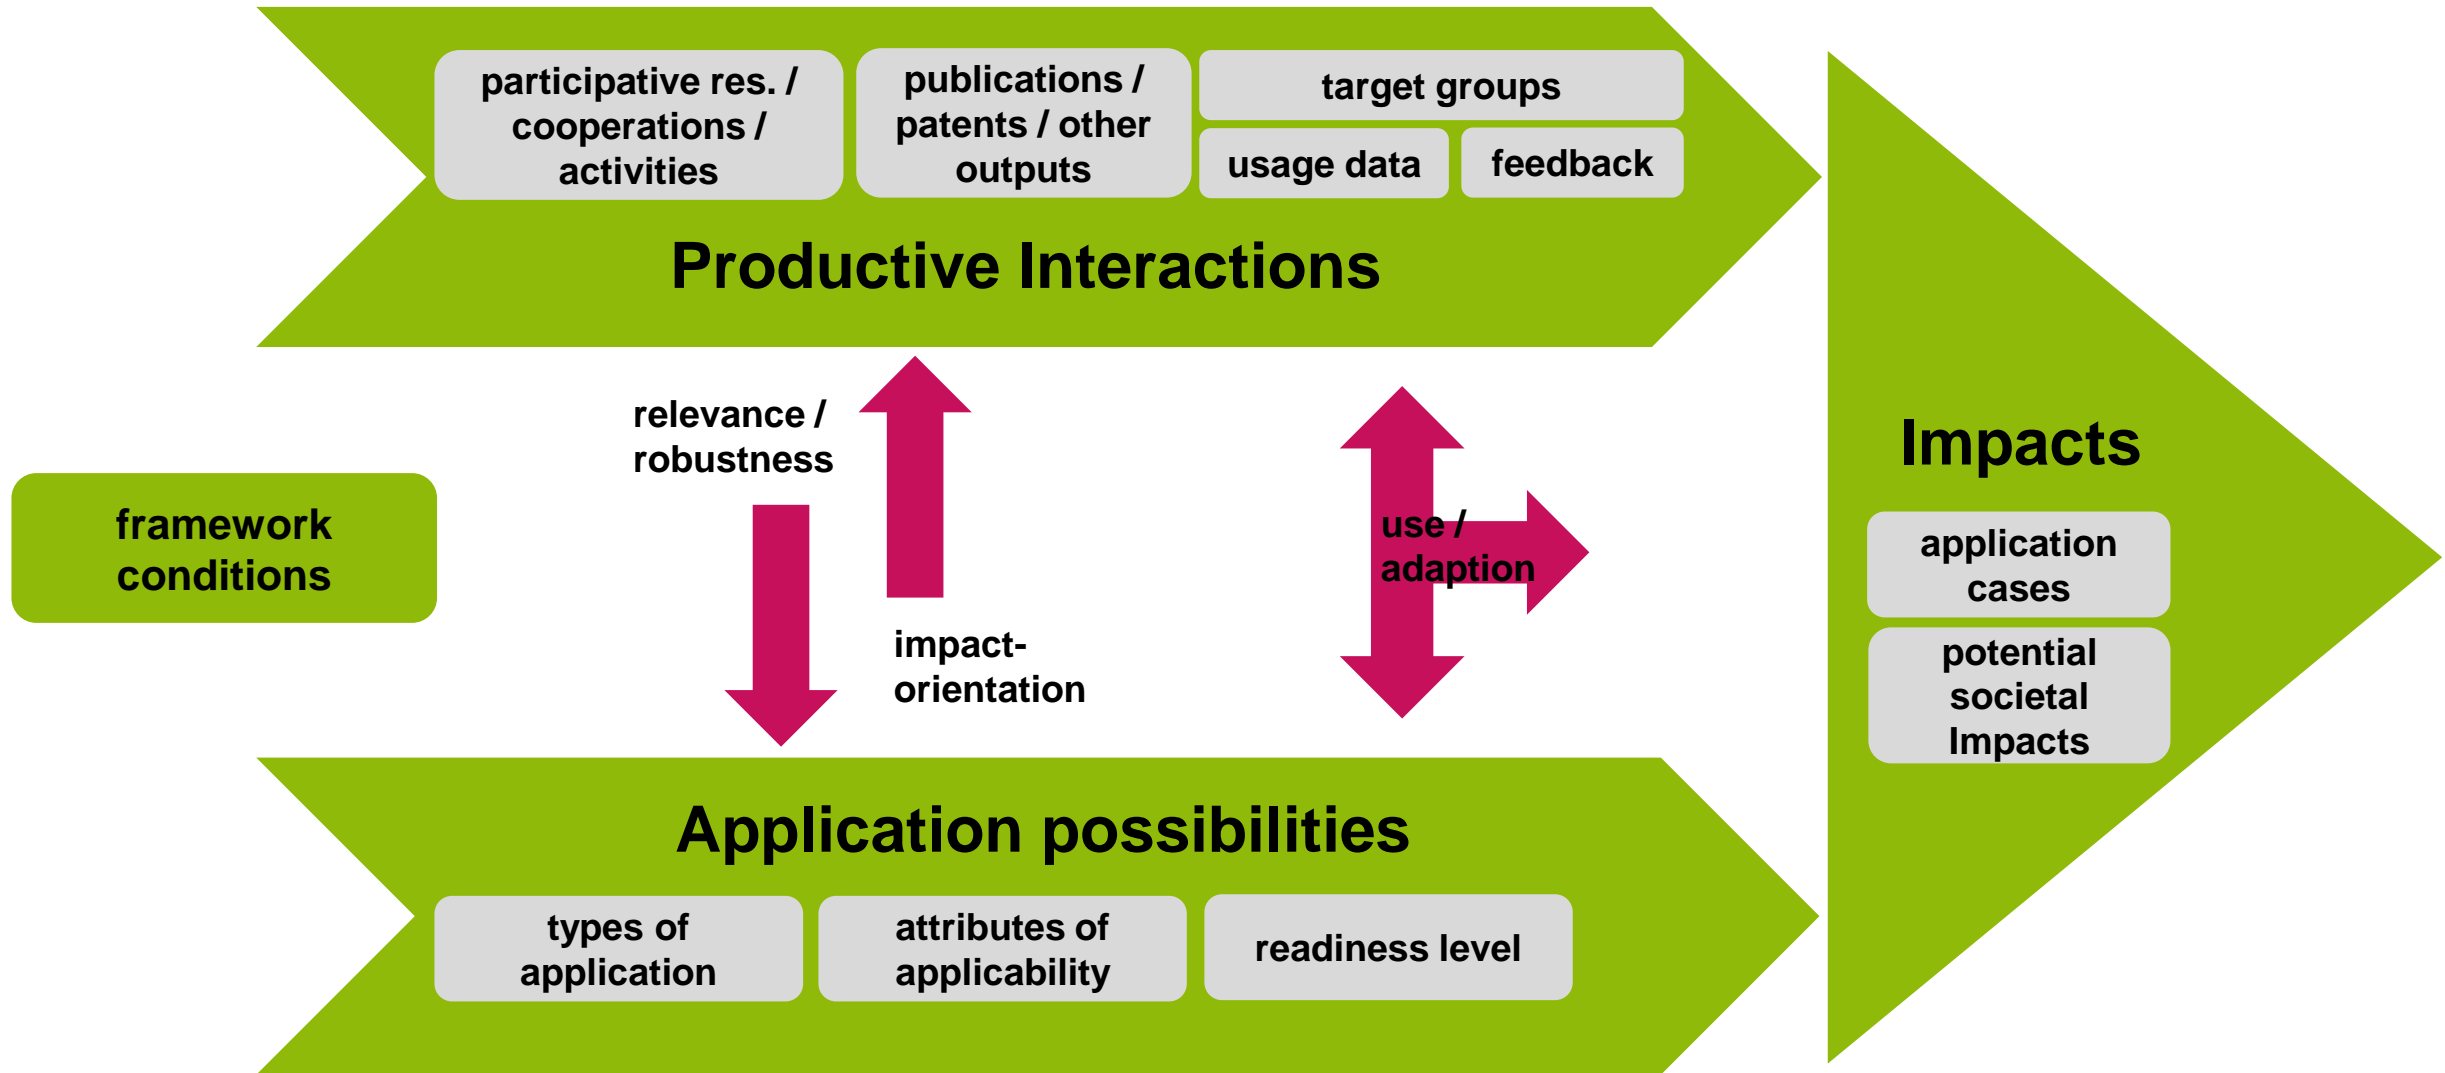 participative res. /
cooperations /
activities
publications /
patents / other
outputs
target groups
usage data
feedback
Productive Interactions
relevance /
robustness
impact-
orientation
use /
adaption
framework
conditions
Impacts
application
cases
potential
societal
Impacts
Application possibilities
types of
application
attributes of
applicability
readiness level